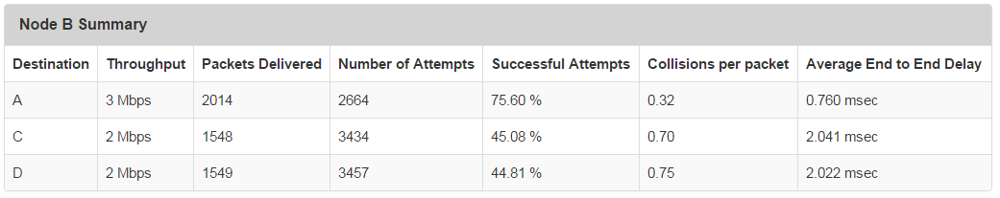 Node B Summary
Destination Throughput Packets Delivered Number of Attempts Successful Attempts Collisions per packet Average End to End Delay
A 3 Mbps 2014 2664 75.60 % 0.32 0.760 msec
C 2 Mbps 1548 3434 45.08 % 0.70 2.041 msec
D 2 Mbps 1549 3457 44.81 % 0.75 2.022 msec